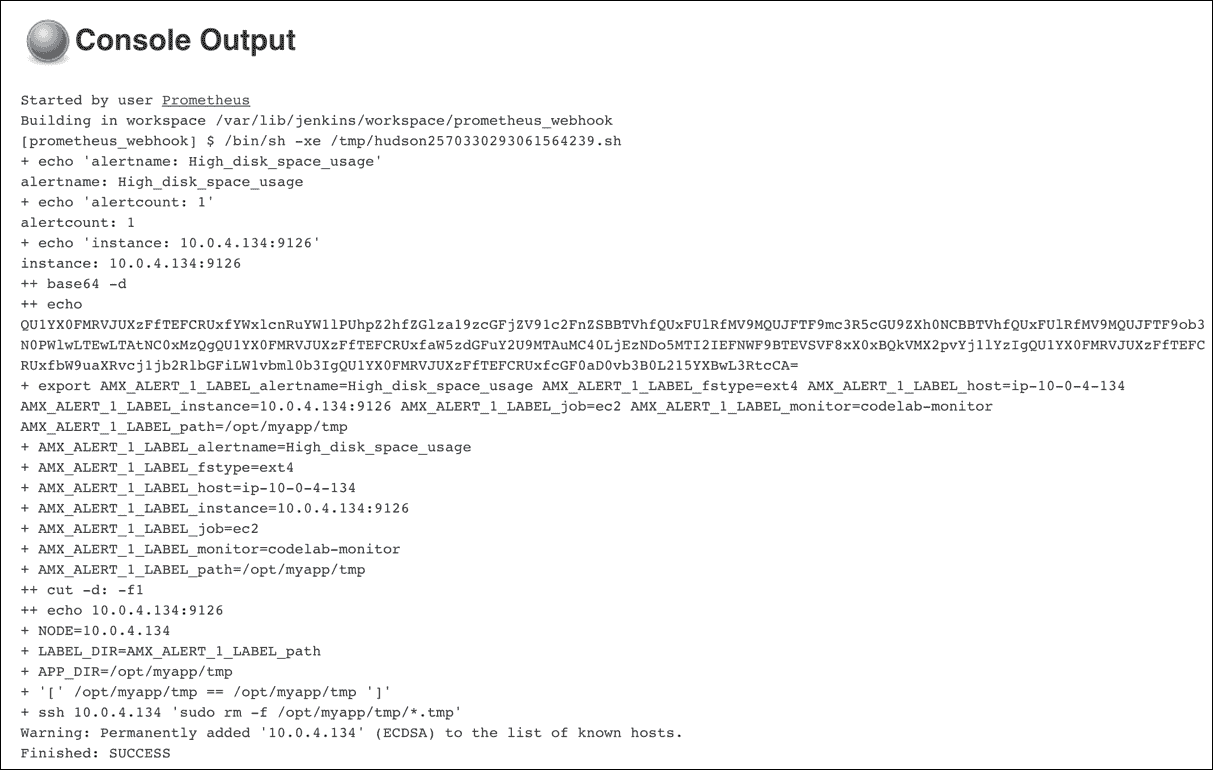 Console Output
Started by user Prometheus
Building in workspace /var/lib/jenkins/workspace/prometheus_webhook
[prometheus_webhook] $ /bin/sh -xe /tmp/hudson2570330293061564239.sh
+ echo 'alertname: High_disk_space_usage'
alertname: High_disk_space_usage
+ echo 'alertcount: 1'
alertcount: 1
+ echo 'instance: 10.0.4.134:9126'
instance: 10.0.4.134:9126
++ base64 -d
++ echo
QU1YX0FMRVJUXzFfTEFCRUxfYWxlcnRuYW1lPUhpZ2hfZGlza19zcGFjZV91c2FnZSBBTVhfQUxFUlRfMV9MQUJFTF9mc3R5cGU9ZXh0NCBBTVhfQUxFUlRfMV9MQUJFTF9ob3
N0PWlwLTEwLTAtNC0xMzQgQU1YX0FMRVJUXzFfTEFCRUxfaW5zdGFuY2U9MTAuMC40LjEzNDo5MTI2IEFNWF9BTEVSVF8xX0xBQkVMX2pvYj1lYzIgQU1YX0FMRVJUXzFfTEFC
RUxfbW9uaXRvcj1jb2RlbGFiLW1vbml0b3IgQU1YX0FMRVJUXzFfTEFCRUxfcGF0aD0vb3B0L215YXBwL3RtcCA=
+ export AMX_ALERT_1_LABEL_alertname=High_disk_space_usage AMX_ALERT_1_LABEL_fstype=ext4 AMX_ALERT_1_LABEL_host=ip-10-0-4-134
AMX_ALERT_1_LABEL_instance=10.0.4.134:9126 AMX_ALERT_1_LABEL_job=ec2 AMX_ALERT_1_LABEL_monitor=codelab-monitor
AMX_ALERT_1_LABEL_path=/opt/myapp/tmp
+ AMX_ALERT_1_LABEL_alertname=High_disk_space_usage
+ AMX_ALERT_1_LABEL_fstype=ext4
+ AMX_ALERT_1_LABEL_host=ip-10-0-4-134
+ AMX_ALERT_1_LABEL_instance=10.0.4.134:9126
+ AMX_ALERT_1_LABEL_job=ec2
+ AMX_ALERT_1_LABEL_monitor=codelab-monitor
+ AMX_ALERT_1_LABEL_path=/opt/myapp/tmp
++ cut -d: -f1
++ echo 10.0.4.134:9126
+ NODE=10.0.4.134
+ LABEL_DIR=AMX_ALERT_1_LABEL_path
+ APP_DIR=/opt/myapp/tmp
+ '[' /opt/myapp/tmp == /opt/myapp/tmp ']'
+ ssh 10.0.4.134 'sudo rm -f /opt/myapp/tmp/*.tmp'
Warning: Permanently added '10.0.4.134' (ECDSA) to the list of known hosts.
Finished: SUCCESS